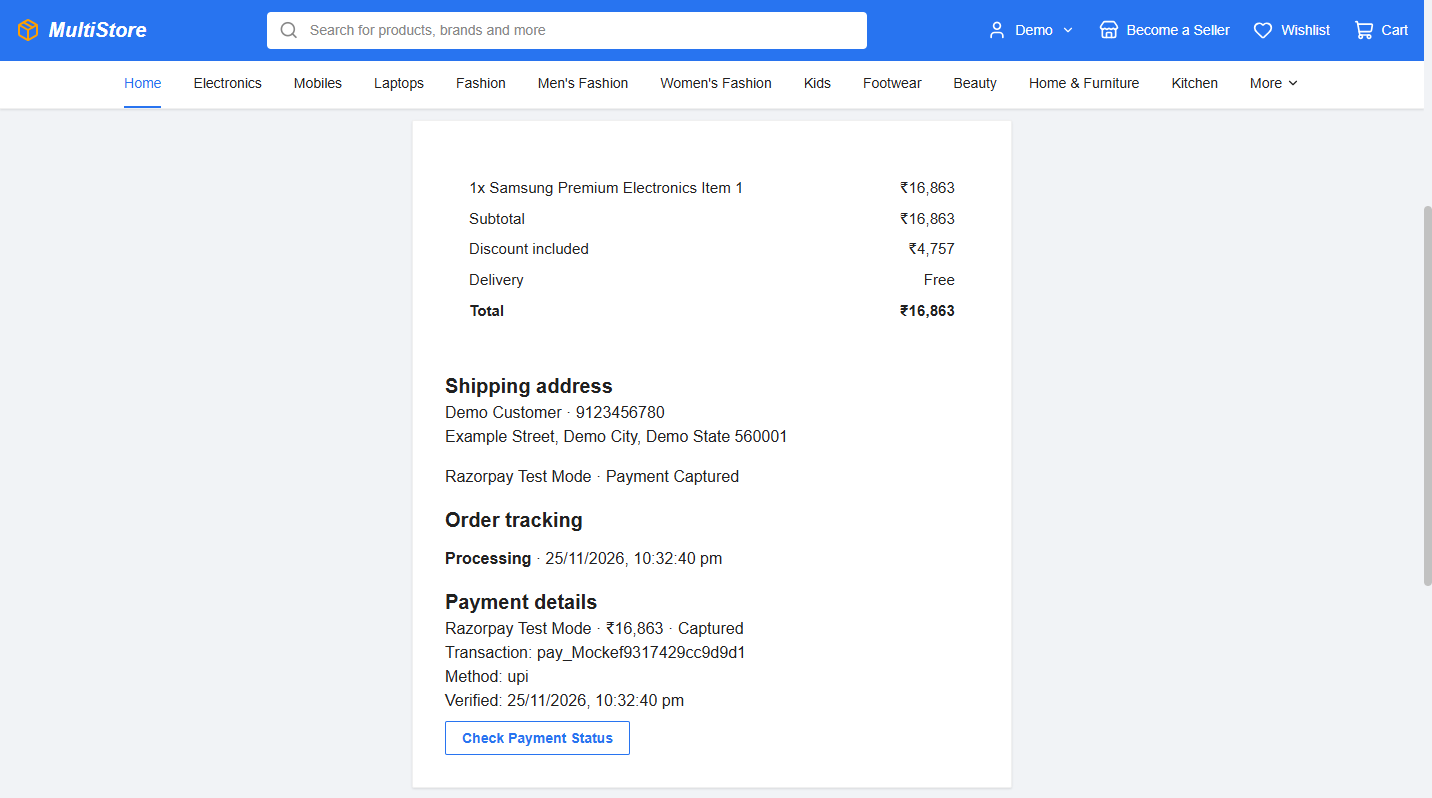 MultiStore
Search for products, brands and more
Demo
Become a Seller
Wishlist
Cart
Home
Electronics
Mobiles
Laptops
Fashion
Men's Fashion
Women's Fashion
Kids
Footwear
Beauty
Home & Furniture
Kitchen
More
1x Samsung Premium Electronics Item 1 ₹16,863
Subtotal ₹16,863
Discount included ₹4,757
Delivery Free
Total ₹16,863
Shipping address
Demo Customer · 9123456780
Example Street, Demo City, Demo State 560001
Razorpay Test Mode · Payment Captured
Order tracking
Processing · 25/11/2026, 10:32:40 pm
Payment details
Razorpay Test Mode · ₹16,863 · Captured
Transaction: pay_Mockef9317429cc9d9d1
Method: upi
Verified: 25/11/2026, 10:32:40 pm
Check Payment Status